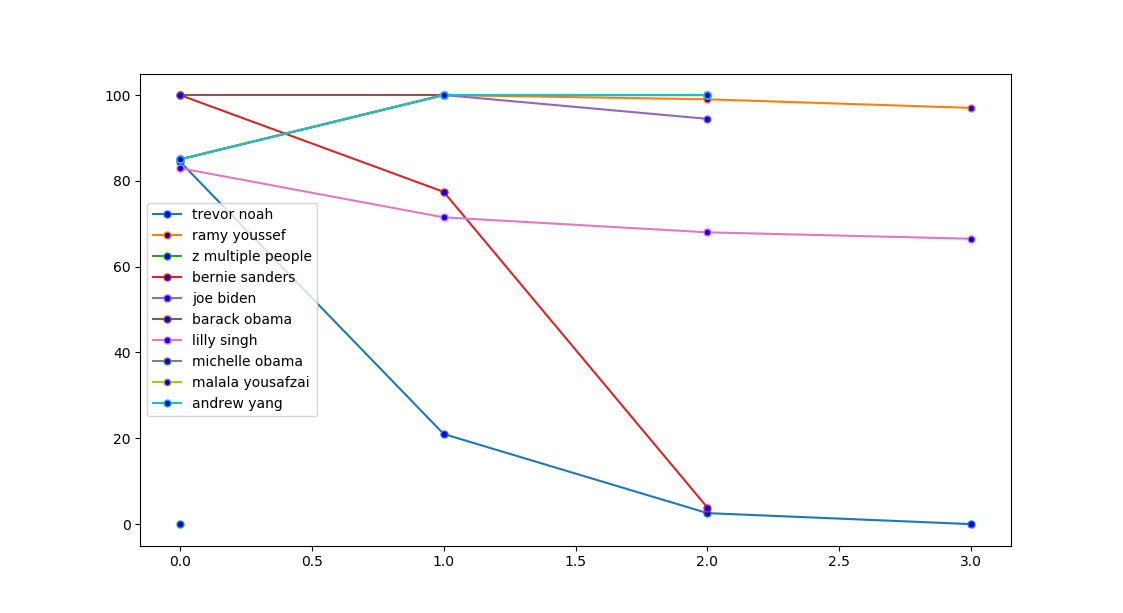 100
80
60
40
20
0
trevor noah
ramy youssef
z multiple people
bernie sanders
joe biden
barack obama
lilly singh
michelle obama
malala yousafzai
andrew yang
0.0 0.5 1.0 1.5 2.0 2.5 3.0